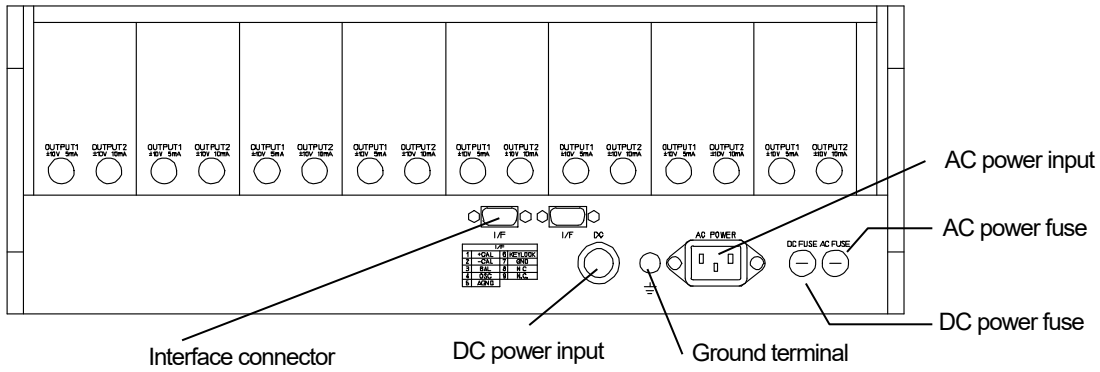 OUTPUT1 OUTPUT2 OUTPUT1 OUTPUT2 OUTPUT1 OUTPUT2 OUTPUT1 OUTPUT2 OUTPUT1 OUTPUT2 OUTPUT1 OUTPUT2 OUTPUT1 OUTPUT2 OUTPUT1 OUTPUT2
±10V 5mA ±10V 10mA ±10V 5mA ±10V 10mA ±10V 5mA ±10V 10mA ±10V 5mA ±10V 10mA ±10V 5mA ±10V 10mA ±10V 5mA ±10V 10mA ±10V 5mA ±10V 10mA ±10V 5mA ±10V 10mA
AC power input
AC power fuse
I/F I/F DC AC POWER DC FUSE AC FUSE
I/F
1 +CAL 6 KEYLOCK
2 -CAL 7 GND
3 BAL 8 N.C
4 OSC 9 N.C.
5 AGND
DC power fuse
Interface connector DC power input Ground terminal